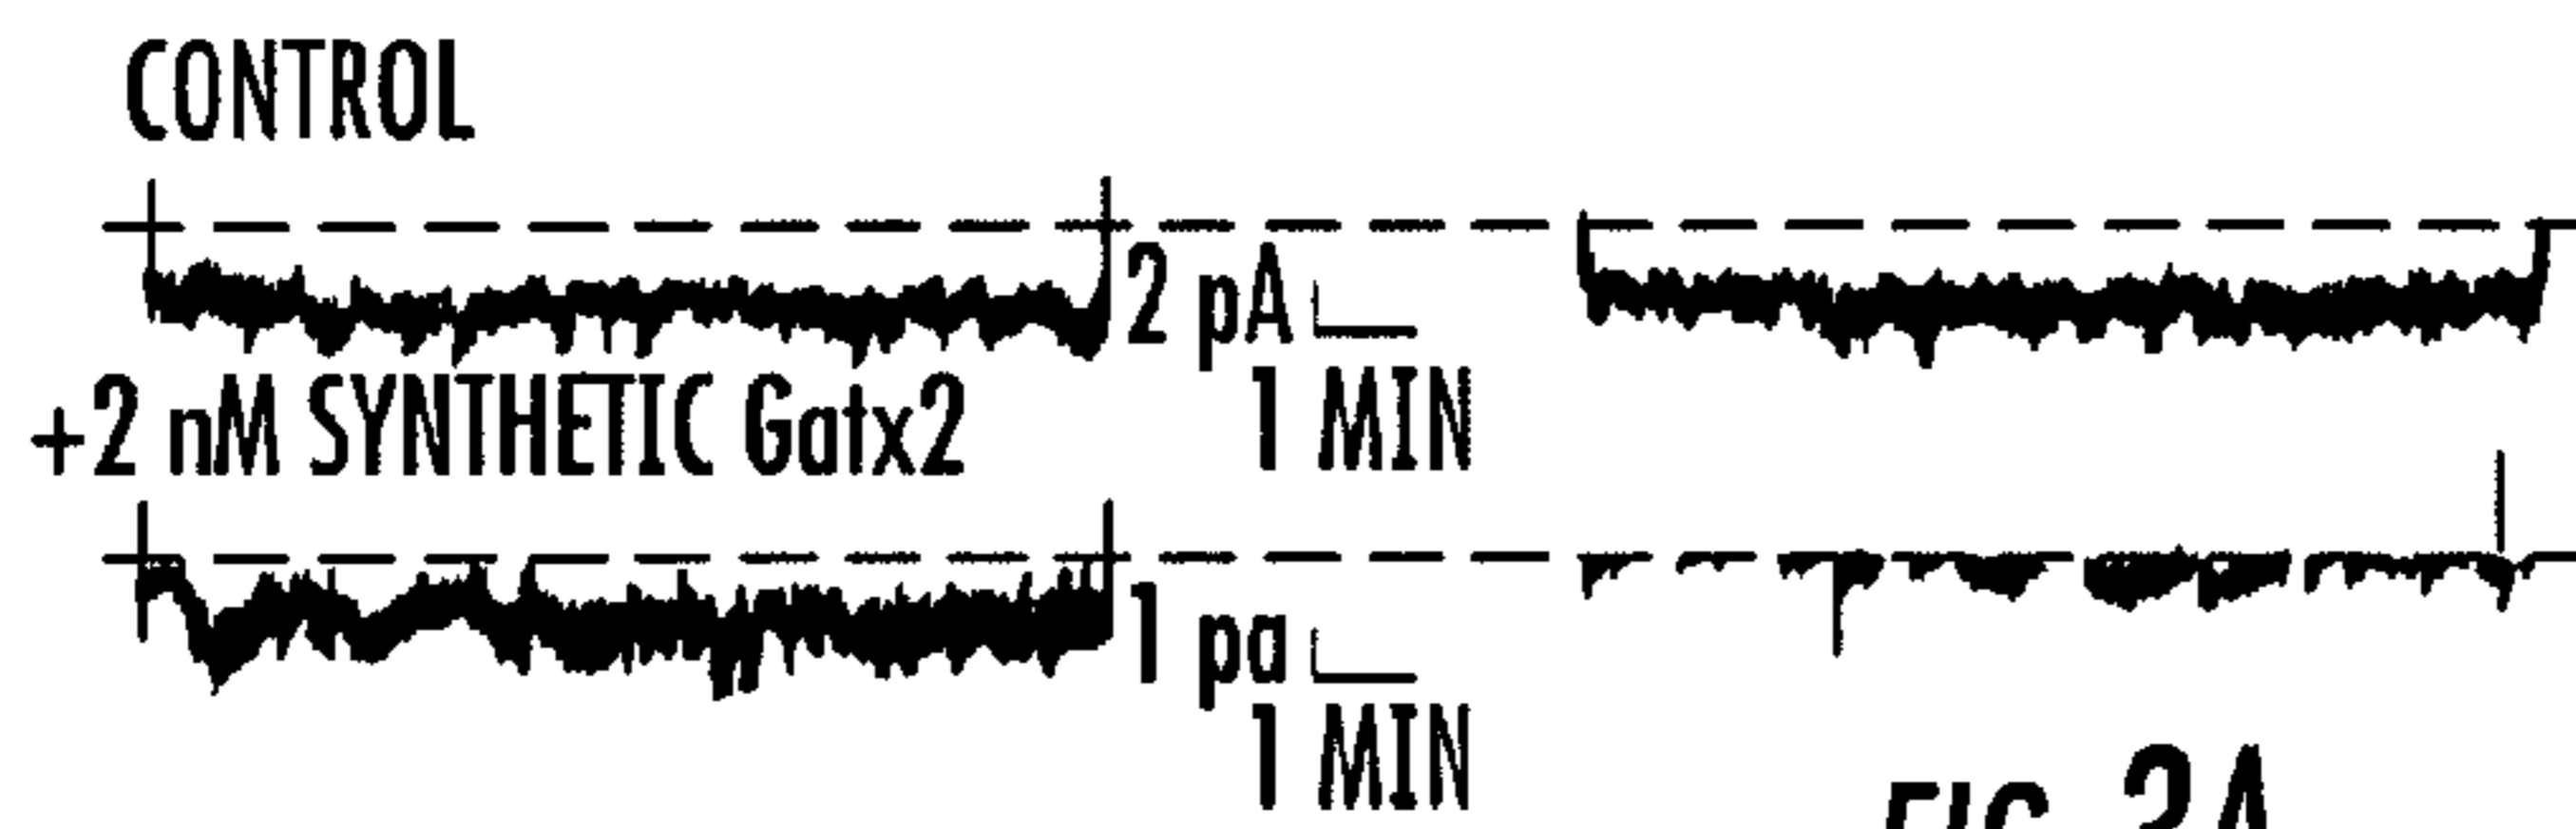 CONTROL
2 pA
1 MIN
+2 nM SYNTHETIC Gatx2
1 pa
1 MIN